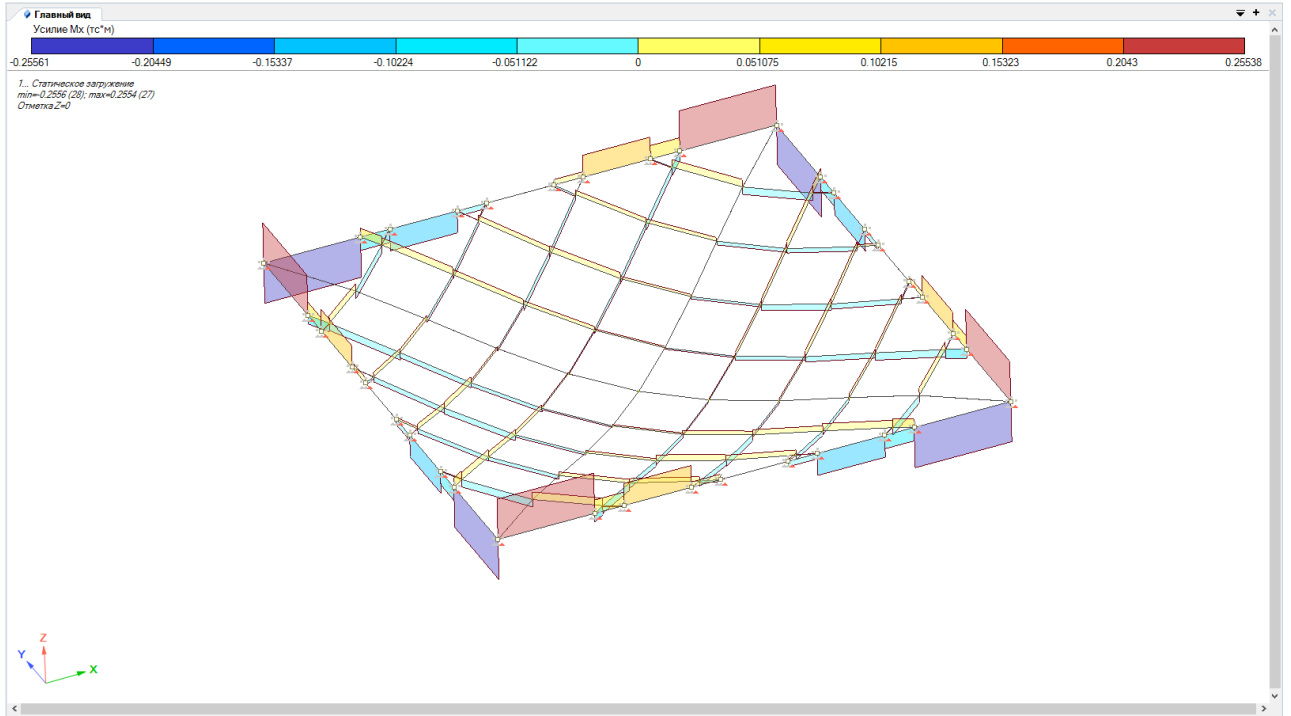 Главный вид
Усилие Mx (тс*м)
-0.25561 -0.20449 -0.15337 -0.10224 -0.051122 0 0.051075 0.10215 0.15323 0.2043 0.25538
1... Статическое загружение
min=-0.2556 (28); max=0.2554 (27)
Отметка Z=0
Z
Y
X